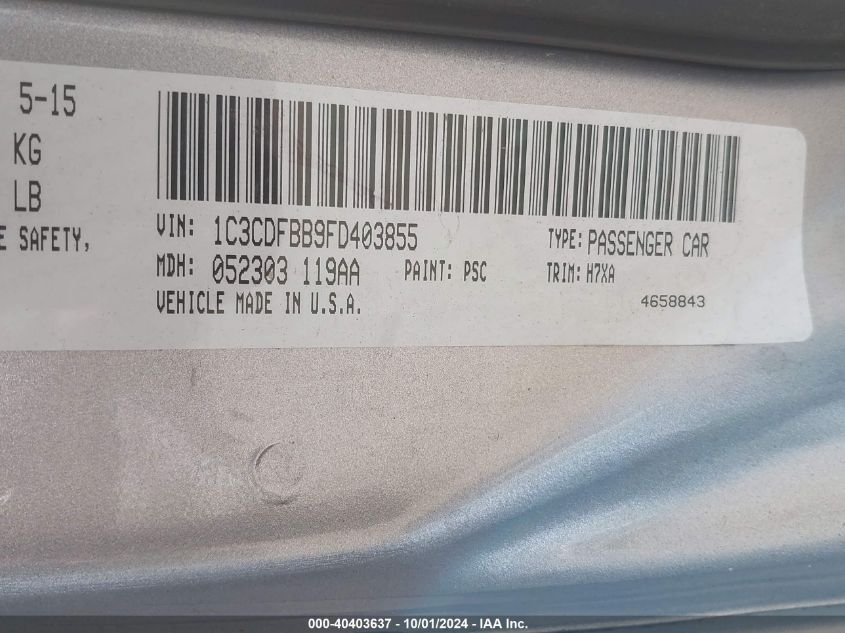 5-15
KG
LB
E SAFETY,
VIN: 1C3CDFBB9FD403855
TYPE: PASSENGER CAR
MDH: 052303 119AA
PAINT: PSC
TRIM: H7XA
VEHICLE MADE IN U.S.A.
4658843
000-40403637 - 10/01/2024 - IAA Inc.